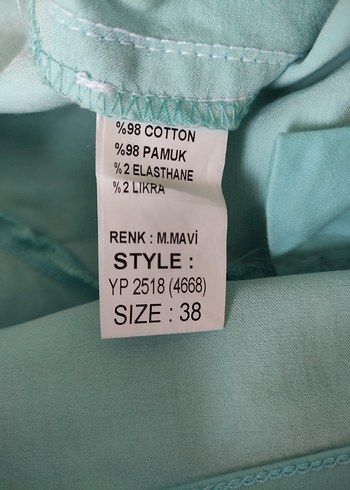 %98 COTTON
%98 PAMUK
%2 ELASTHANE
%2 LIKRA
RENK : M.MAVİ
STYLE :
YP 2518 (4668)
SIZE : 38